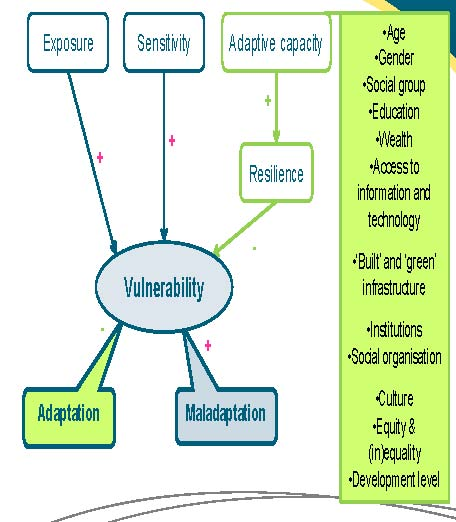 Exposure
Sensitivity
Adaptive capacity
+
+
+
Resilience
-
Vulnerability
-
+
Adaptation
Maladaptation
•Age
•Gender
•Social group
•Education
•Wealth
•Access to
information and
technology
•'Built' and 'green'
infrastructure
•Institutions
•Social organisation
•Culture
•Equity &
(in)equality
•Development level